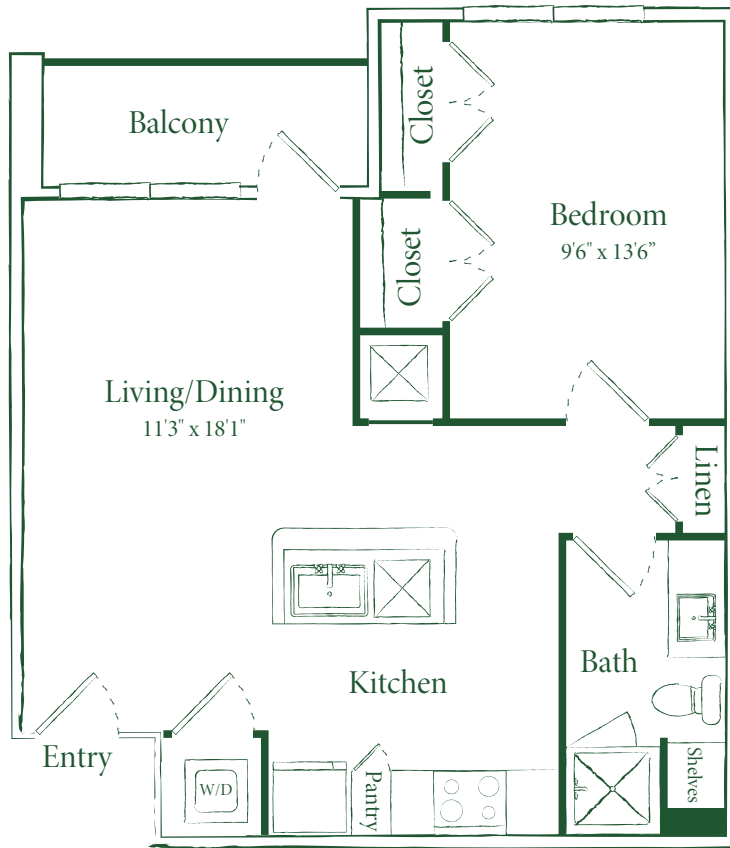 Closet
Balcony
Bedroom
9'6" x 13'6”
Closet
Living/Dining
11'3" x 18'1"
Linen
Bath
Kitchen
Entry
W/D
Pantry
Shelves